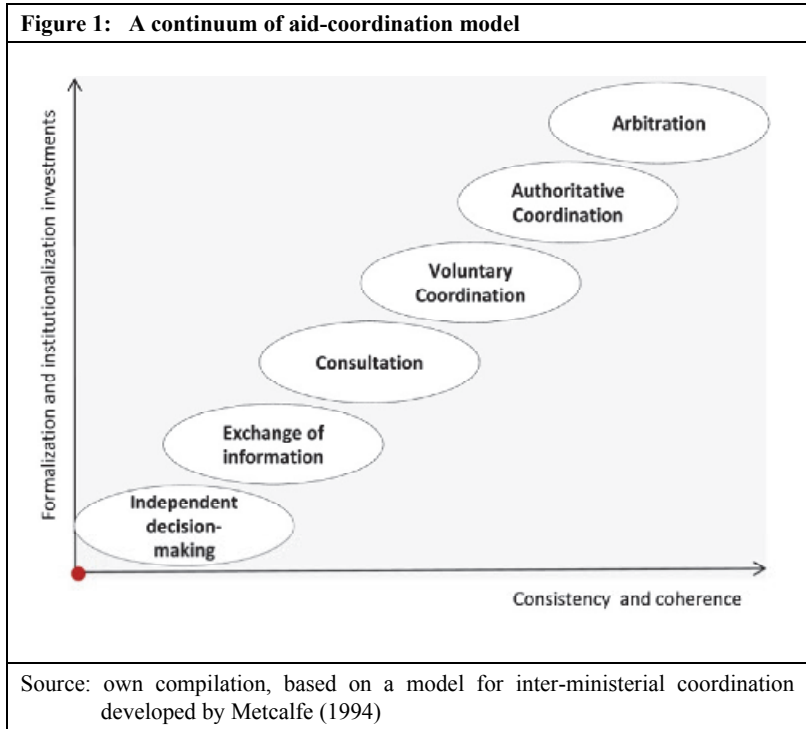 Figure 1: A continuum of aid-coordination model
Formalization and institutionalization investments
Arbitration
Authoritative
Coordination
Voluntary
Coordination
Consultation
Exchange of
information
Independent
decision-
making
Consistency and coherence
Source: own compilation, based on a model for inter-ministerial coordination
developed by Metcalfe (1994)